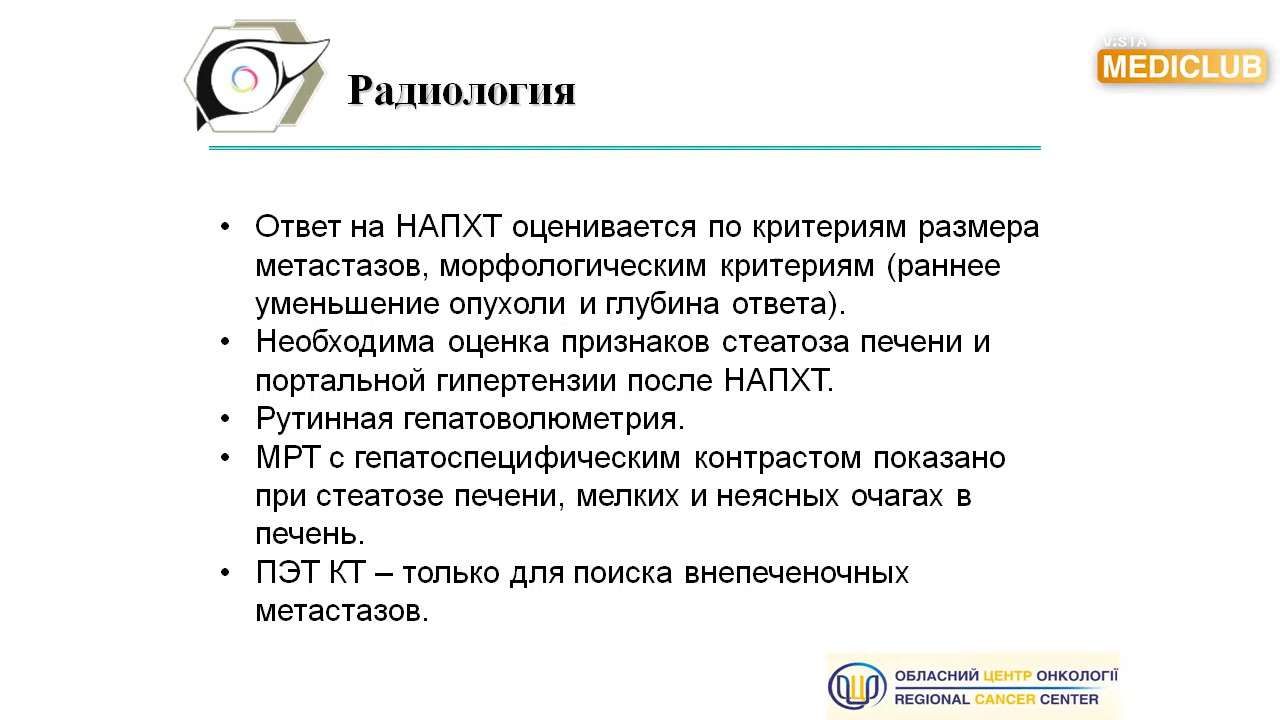 ViSTA
MEDICLUB
Радиология
• Ответ на НАПХТ оценивается по критериям размера
метастазов, морфологическим критериям (раннее
уменьшение опухоли и глубина ответа).
• Необходима оценка признаков стеатоза печени и
портальной гипертензии после НАПХТ.
• Рутинная гепатоволюметрия.
• МРТ с гепатоспецифическим контрастом показано
при стеатозе печени, мелких и неясных очагах в
печень.
• ПЭТ КТ – только для поиска внепеченочных
метастазов.
ОБЛАСНИЙ ЦЕНТР ОНКОЛОГІЇ
REGIONAL CANCER CENTER